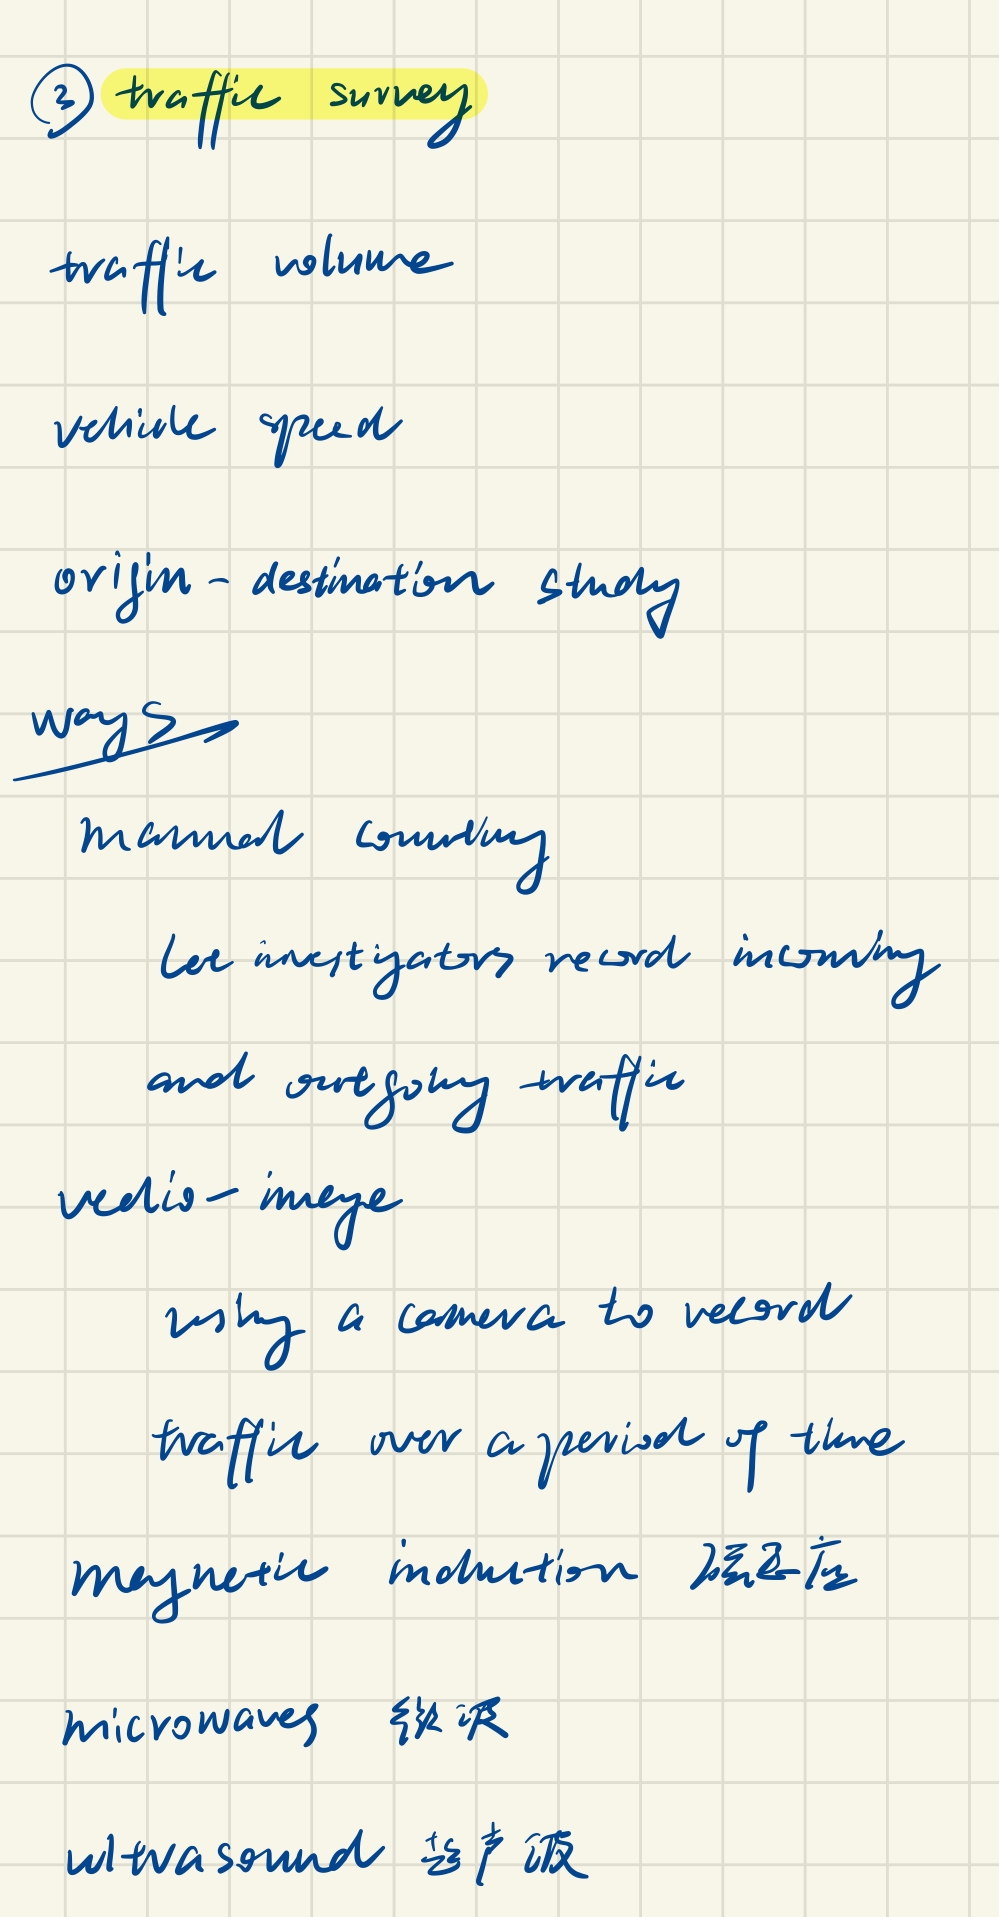 ③ traffic survey
traffic volume
vehicle speed
origin - destination study
ways
manned counting
Let investigators record incoming
and outgoing traffic
vedio - image
using a camera to record
traffic over a period of time
magnetic induction 磁感应
microwaves 微波
ultrasound 超声波